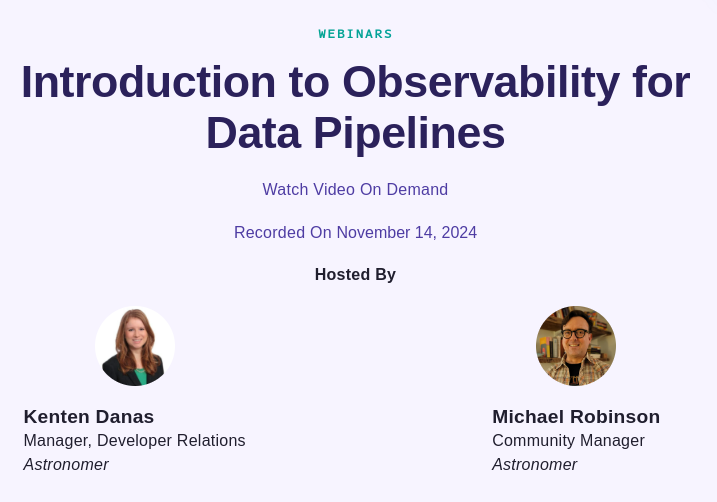 WEBINARS
Introduction to Observability for
Data Pipelines
Watch Video On Demand
Recorded On November 14, 2024
Hosted By
Kenten Danas
Manager, Developer Relations
Astronomer
Michael Robinson
Community Manager
Astronomer